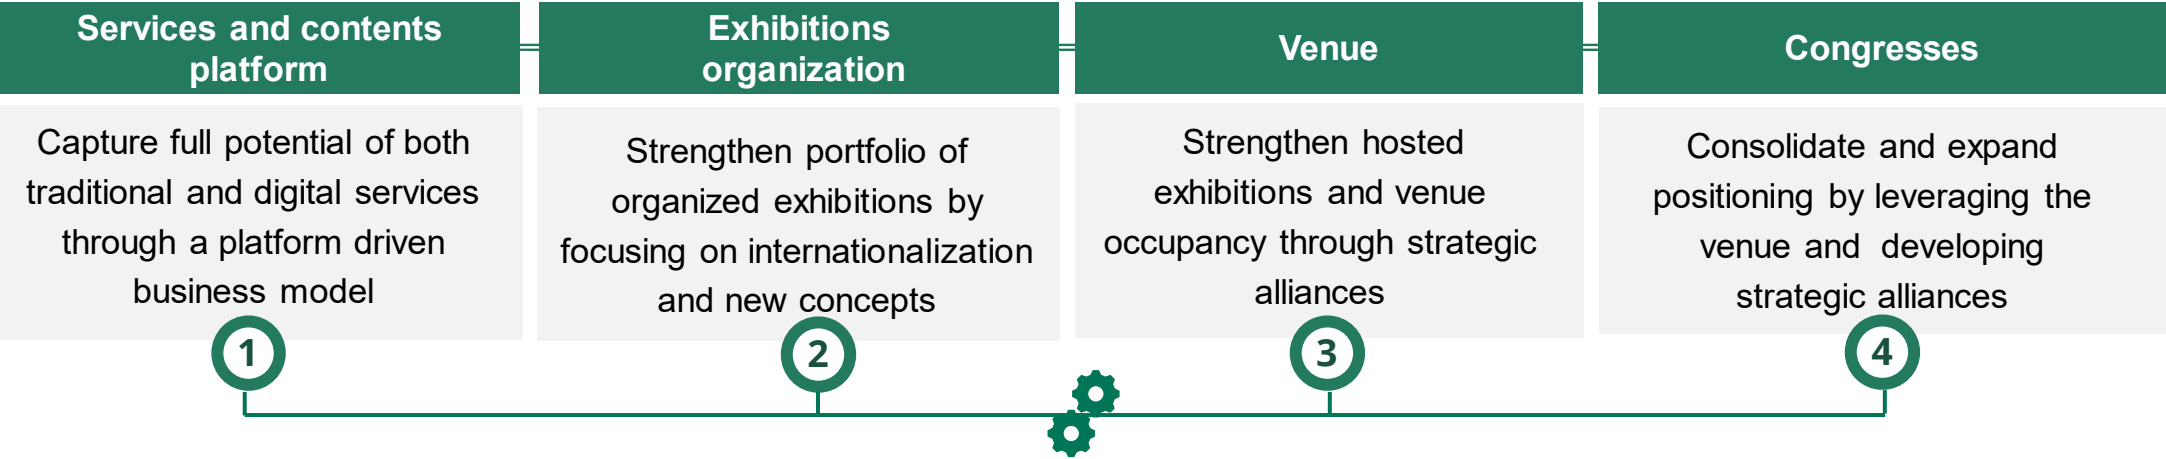 Services and contents
platform
Capture full potential of both
traditional and digital services
through a platform driven
business model
1
Exhibitions
organization
Strengthen portfolio of
organized exhibitions by
focusing on internationalization
and new concepts
2
Venue
Strengthen hosted
exhibitions and venue
occupancy through strategic
alliances
3
Congresses
Consolidate and expand
positioning by leveraging the
venue and developing
strategic alliances
4